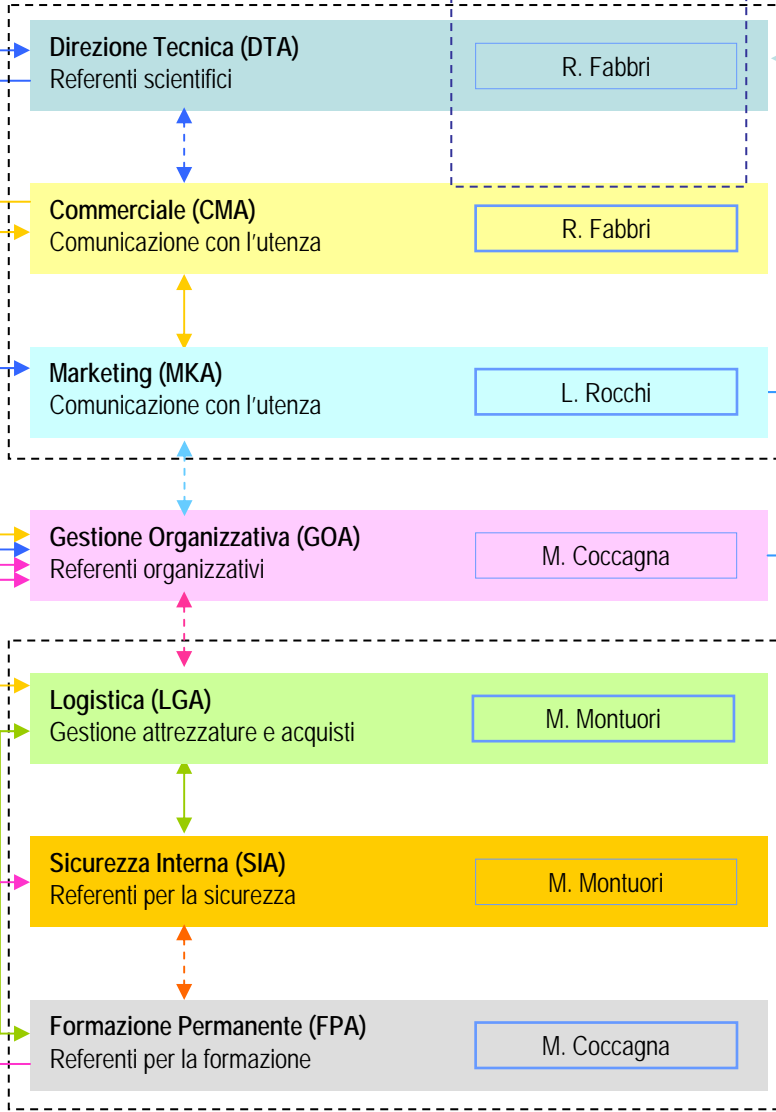 Direzione Tecnica (DTA)
Referenti scientifici
R. Fabbri
Commerciale (CMA)
Comunicazione con l'utenza
R. Fabbri
Marketing (MKA)
Comunicazione con l'utenza
L. Rocchi
Gestione Organizzativa (GOA)
Referenti organizzativi
M. Coccagna
Logistica (LGA)
Gestione attrezzature e acquisti
M. Montuori
Sicurezza Interna (SIA)
Referenti per la sicurezza
M. Montuori
Formazione Permanente (FPA)
Referenti per la formazione
M. Coccagna